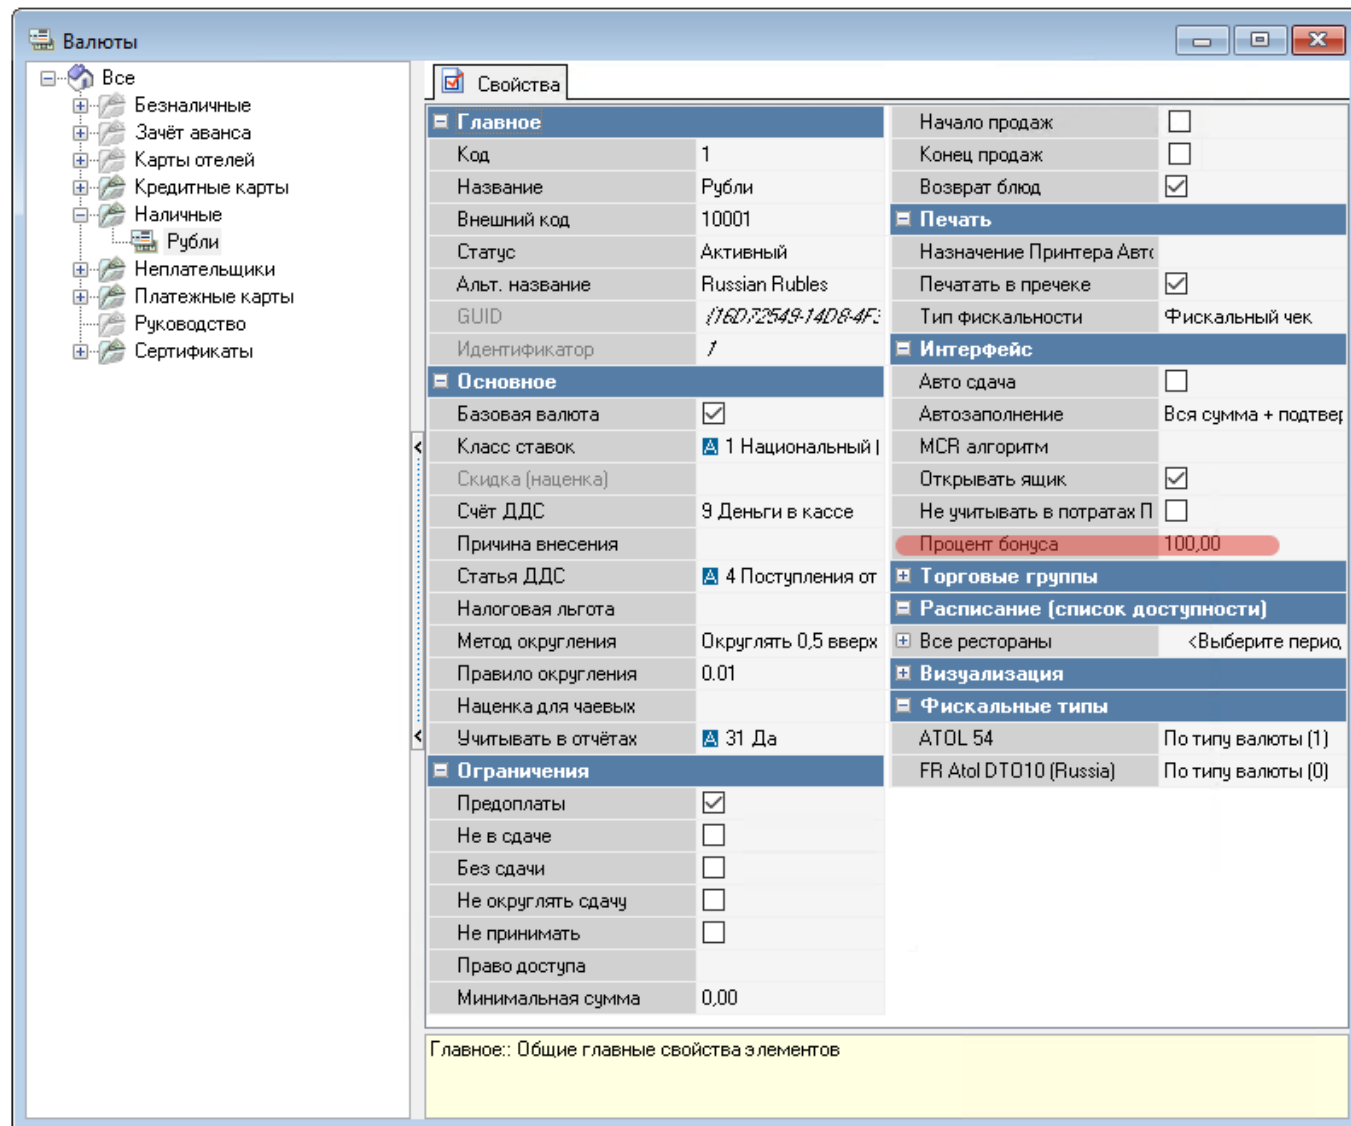 Валюты
Все
Безналичные
Зачёт аванса
Карты отелей
Кредитные карты
Наличные
Рубли
Неплательщики
Платежные карты
Руководство
Сертификаты
Свойства
Главное
Код 1
Название Рубли
Внешний код 10001
Статус Активный
Альт. название Russian Rubles
GUID {16D72549-14D8-4F3
Идентификатор 1
Основное
Базовая валюта
Класс ставок A 1 Национальный (
Скидка (наценка)
Счёт ДДС 9 Деньги в кассе
Причина внесения
Статья ДДС A 4 Поступления от
Налоговая льгота
Метод округления Округлять 0,5 вверх
Правило округления 0.01
Наценка для чаевых
Учитывать в отчётах A 31 Да
Ограничения
Предоплаты
Не в сдаче
Без сдачи
Не округлять сдачу
Не принимать
Право доступа
Минимальная сумма 0,00
Начало продаж
Конец продаж
Возврат блюд
Печать
Назначение Принтера Авто
Печатать в пречеке
Тип фискальности Фискальный чек
Интерфейс
Авто сдача
Автозаполнение Вся сумма + подтвер
MCR алгоритм
Открывать ящик
Не учитывать в потратах П
Процент бонуса 100,00
Торговые группы
Расписание (список доступности)
Все рестораны <Выберите перио
Визуализация
Фискальные типы
ATOL 54 По типу валюты (1)
FR Atol DTO10 (Russia) По типу валюты (0)
Главное:: Общие главные свойства элементов